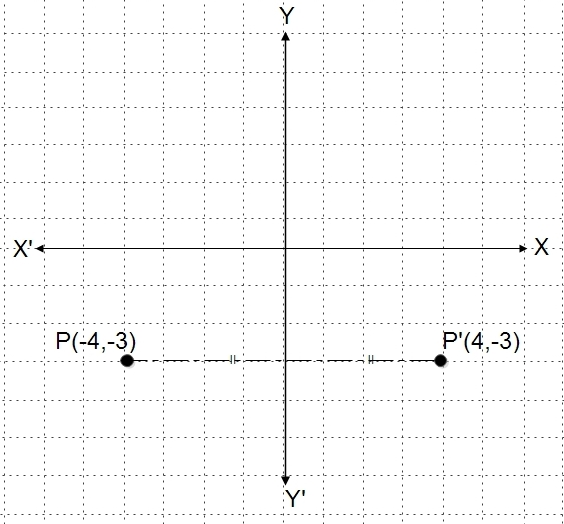 Y
X'
X
P(-4,-3)
P'(4,-3)
Y'